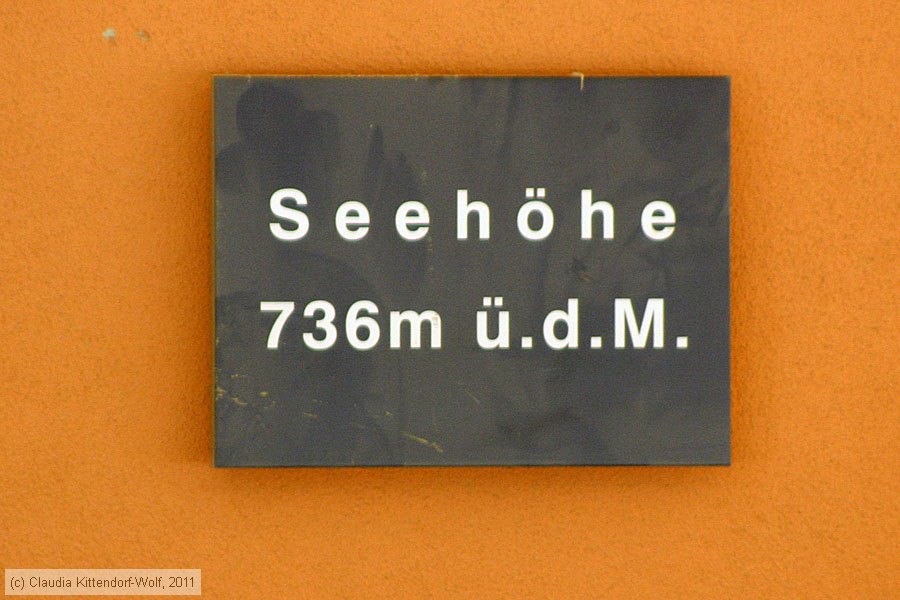 Seehöhe
736m ü.d.M.
(c) Claudia Kittendorf-Wolf, 2011